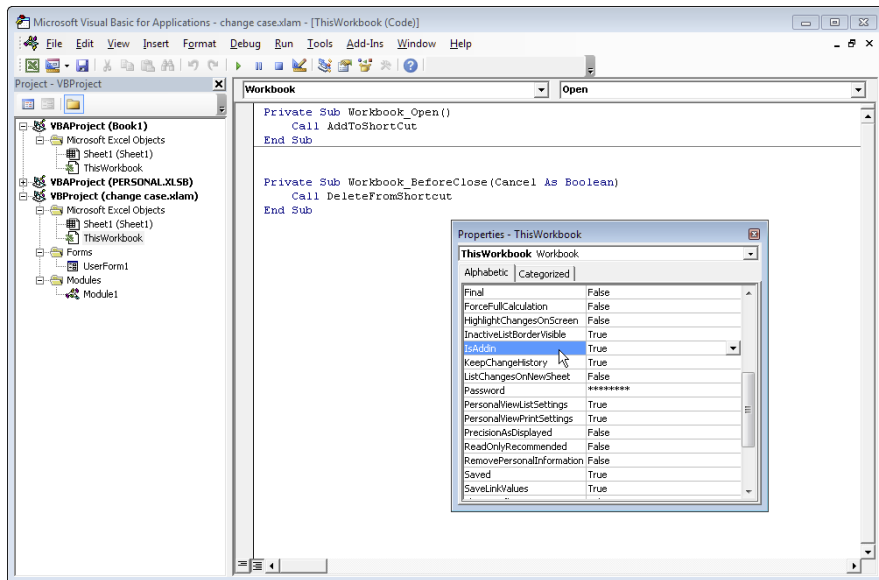 Microsoft Visual Basic for Applications - change case.xlam - [ThisWorkbook (Code)]
File Edit View Insert Format Debug Run Tools Add-Ins Window Help
Project - VBProject
VBAProject (Book1)
Microsoft Excel Objects
Sheet1 (Sheet1)
ThisWorkbook
VBAProject (PERSONAL.XLSB)
VBProject (change case.xlam)
Microsoft Excel Objects
Sheet1 (Sheet1)
ThisWorkbook
Forms
UserForm1
Modules
Module1
Workbook Open
Private Sub Workbook_Open()
Call AddToShortCut
End Sub
Private Sub Workbook_BeforeClose(Cancel As Boolean)
Call DeleteFromShortcut
End Sub
Properties - ThisWorkbook
ThisWorkbook Workbook
Alphabetic Categorized
Final False
ForceFullCalculation False
HighlightChangesOnScreen False
InactiveListBorderVisible True
IsAddin True
KeepChangeHistory True
ListChangesOnNewSheet False
Password ********
PersonalViewListSettings True
PersonalViewPrintSettings True
PrecisionAsDisplayed False
ReadOnlyRecommended False
RemovePersonalInformation False
Saved True
SaveLinkValues True